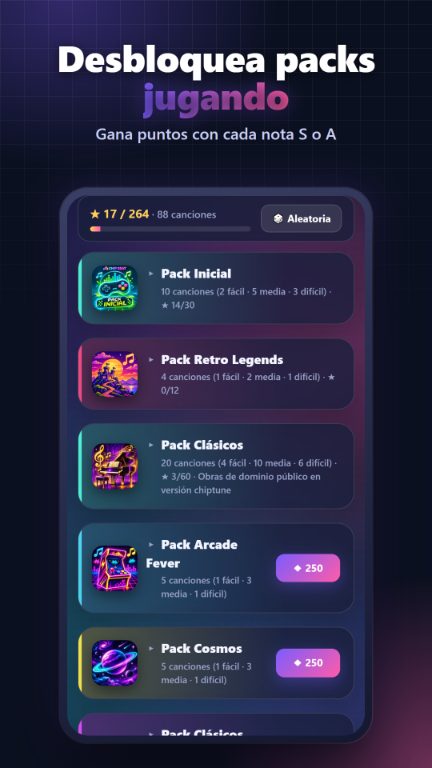 Desbloquea packs
jugando
Gana puntos con cada nota S o A
★ 17 / 264 · 88 canciones
Aleatoria
▸ Pack Inicial
10 canciones (2 fácil · 5 media · 3 difícil) ·
★ 14/30
PACK
INICIAL
▸ Pack Retro Legends
4 canciones (1 fácil · 2 media · 1 difícil) · ★
0/12
▸ Pack Clásicos
20 canciones (4 fácil · 10 media · 6 difícil) ·
★ 3/60 · Obras de dominio público en
versión chiptune
▸ Pack Arcade
Fever
5 canciones (1 fácil · 3
media · 1 difícil)
◆ 250
▸ Pack Cosmos
5 canciones (1 fácil · 3
media · 1 difícil)
◆ 250
▸ Pack Clásicos